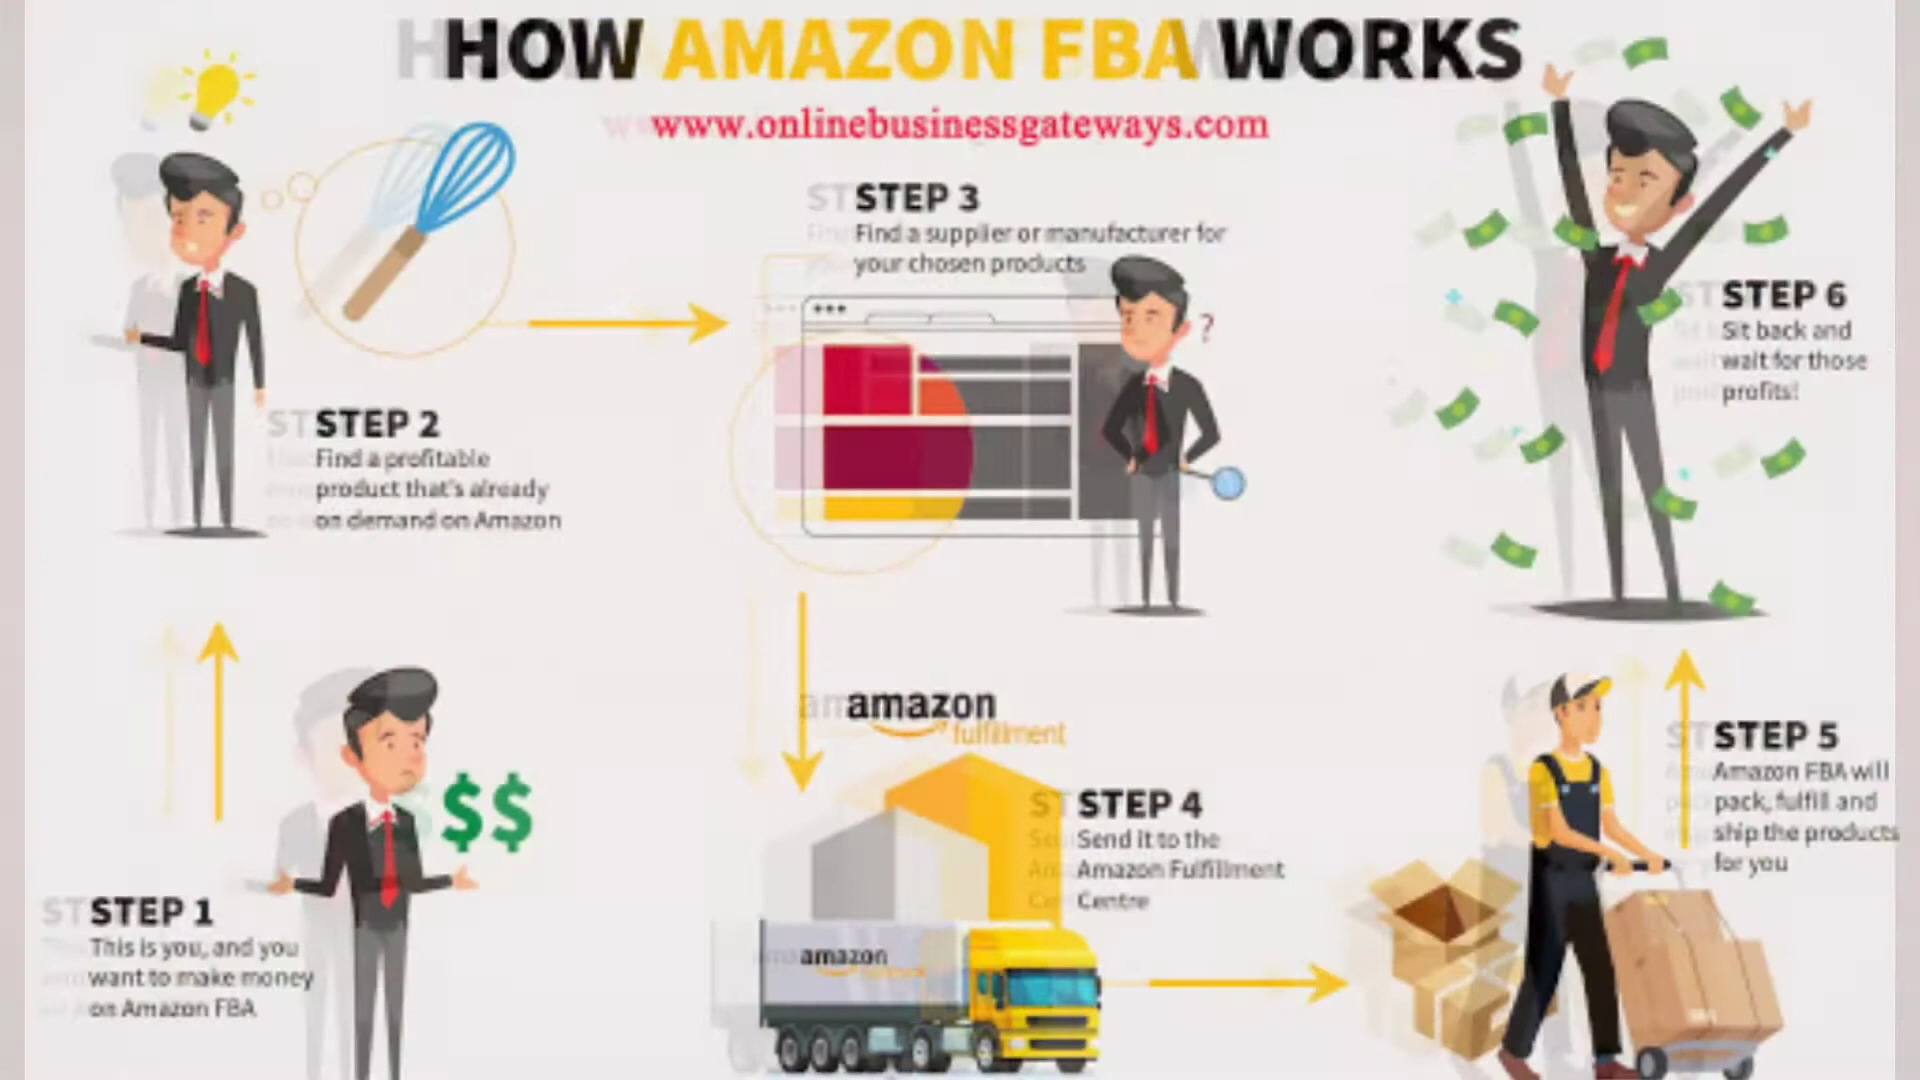 HOW AMAZON FBA WORKS
www.onlinebusinessgateways.com
STEP 1
This is you, and you
want to make money
on Amazon FBA
STEP 2
Find a profitable
product that's already
on demand on Amazon
STEP 3
Find a supplier or manufacturer for
your chosen products
?
$$
amazon
fulfillment
STEP 4
Send it to the
Amazon Fulfillment
Centre
amazon
STEP 5
Amazon FBA will
pack, fulfill and
ship the products
for you
STEP 6
Sit back and
wait for those
profits!